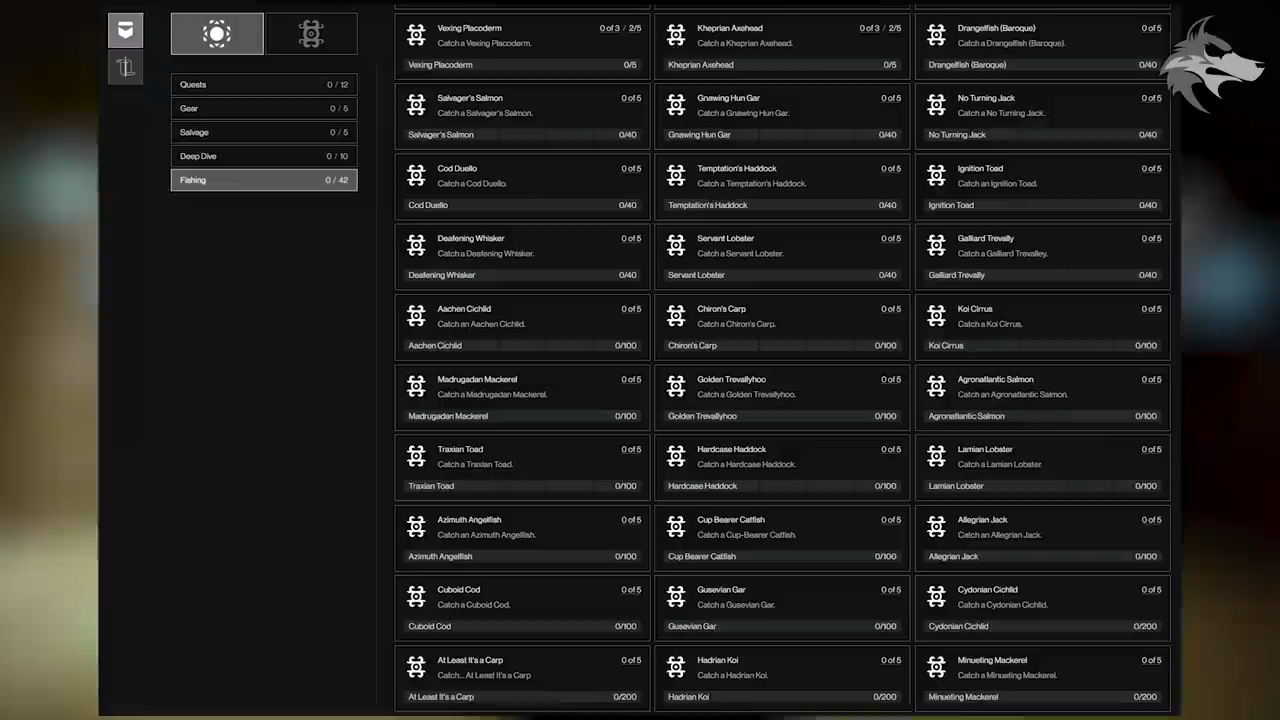 Quests 0 / 12
Gear 0 / 5
Salvage 0 / 5
Deep Dive 0 / 10
Fishing 0 / 42
Vexing Placoderm 0 of 3 / 2/5
Catch a Vexing Placoderm.
Vexing Placoderm 0/5
Kheprian Axehead 0 of 3 / 2/5
Catch a Kheprian Axehead.
Kheprian Axehead 0/5
Drangelfish (Baroque) 0 of 5
Catch a Drangelfish (Baroque).
Drangelfish (Baroque) 0/40
Salvager's Salmon 0 of 5
Catch a Salvager's Salmon.
Salvager's Salmon 0/40
Gnawing Hun Gar 0 of 5
Catch a Gnawing Hun Gar.
Gnawing Hun Gar 0/40
No Turning Jack 0 of 5
Catch a No Turning Jack.
No Turning Jack 0/40
Cod Duello 0 of 5
Catch a Cod Duello.
Cod Duello 0/40
Temptation's Haddock 0 of 5
Catch a Temptation's Haddock.
Temptation's Haddock 0/40
Ignition Toad 0 of 5
Catch an Ignition Toad.
Ignition Toad 0/40
Deafening Whisker 0 of 5
Catch a Deafening Whisker.
Deafening Whisker 0/40
Servant Lobster 0 of 5
Catch a Servant Lobster.
Servant Lobster 0/40
Galliard Trevally 0 of 5
Catch a Galliard Trevalley.
Galliard Trevally 0/40
Aachen Cichlid 0 of 5
Catch an Aachen Cichlid.
Aachen Cichlid 0/100
Chiron's Carp 0 of 5
Catch a Chiron's Carp.
Chiron's Carp 0/100
Koi Cirrus 0 of 5
Catch a Koi Cirrus.
Koi Cirrus 0/100
Madrugadan Mackerel 0 of 5
Catch a Madrugadan Mackerel.
Madrugadan Mackerel 0/100
Golden Trevallyhoo 0 of 5
Catch a Golden Trevallyhoo.
Golden Trevallyhoo 0/100
Agronatlantic Salmon 0 of 5
Catch an Agronatlantic Salmon.
Agronatlantic Salmon 0/100
Traxian Toad 0 of 5
Catch a Traxian Toad.
Traxian Toad 0/100
Hardcase Haddock 0 of 5
Catch a Hardcase Haddock.
Hardcase Haddock 0/100
Lamian Lobster 0 of 5
Catch a Lamian Lobster.
Lamian Lobster 0/100
Azimuth Angelfish 0 of 5
Catch an Azimuth Angelfish.
Azimuth Angelfish 0/100
Cup Bearer Catfish 0 of 5
Catch a Cup-Bearer Catfish.
Cup Bearer Catfish 0/100
Allegrian Jack 0 of 5
Catch an Allegrian Jack.
Allegrian Jack 0/100
Cuboid Cod 0 of 5
Catch a Cuboid Cod.
Cuboid Cod 0/100
Gusevian Gar 0 of 5
Catch a Gusevian Gar.
Gusevian Gar 0/100
Cydonian Cichlid 0 of 5
Catch a Cydonian Cichlid.
Cydonian Cichlid 0/200
At Least It's a Carp 0 of 5
Catch... At Least It's a Carp
At Least It's a Carp 0/200
Hadrian Koi 0 of 5
Catch a Hadrian Koi.
Hadrian Koi 0/200
Minueting Mackerel 0 of 5
Catch a Minueting Mackerel.
Minueting Mackerel 0/200